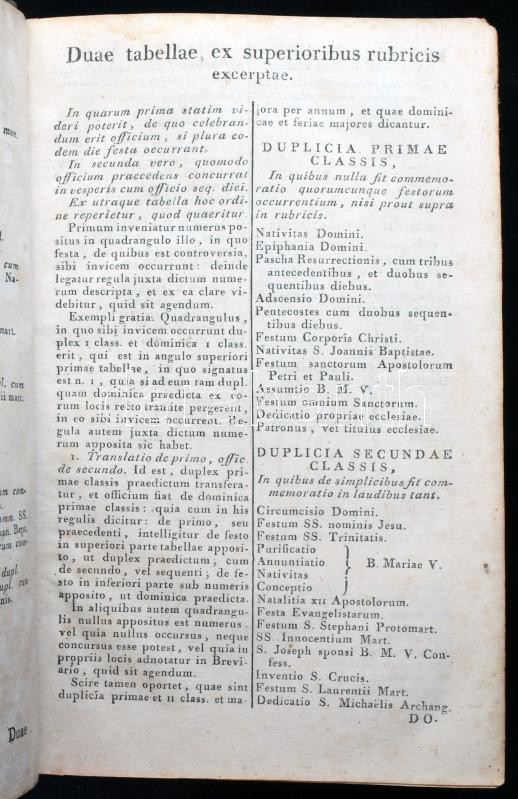 Duae tabellae ex superioribus rubricis
excerptae.
In quarum prima statim vi-
deri poterit, de quo celebran-
dum erit officium, si plura eo-
dem die festa occurrant.
In secunda vero, quomodo
officium praecedens concurrat
in vesperis cum officio seq. diei.
Ex utraque tabella hoc ordi-
ne reperietur, quod quaeritur.
Primum inveniatur numerus po-
situs in quadrangulo illo, in quo
festa, de quibus est controversia,
sibi invicem occurrunt: deinde
legatur regula juxta dictum nume-
rum descripta, et ex ea clare vi-
debitur, quid sit agendum.
Exempli gratia. Quadrangulus,
in quo sibi invicem occurrunt du-
plex 1 class. et dominica 1 class.
erit, qui est in angulo superiori
primae tabellae, in quo signatus
est n. 1, quia si ad eum tam dupl.
quam dominica praedicta ex eo-
rum locis recto tramite pergerent,
in eo sibi invicem occurrent. Re-
gula autem juxta dictum nume-
rum apposita sic habet.
1. Translatio de primo, offic.
de secundo. Id est, duplex pri-
mae classis praedictum transfera-
tur, et officium fiat de dominica
primae classis: quia cum in his
regulis dicitur: de primo, seu
praecedenti, intelligitur de festo
in superiori parte tabellae apposi-
to, ut duplex praedictum; cum
de secundo, vel sequenti; de fe-
sto in inferiori parte sub numeris
apposito, ut dominica praedicta.
In aliquibus autem quadrangu-
lis nullus appositus est numerus,
vel quia nullus occursus, neque
concursus esse potest, vel quia in
propriis locis adnotatur in Brevi-
ario, quid sit agendum.
Scire tamen oportet, quae sint
duplicia primae et II class. et ma-
jora per annum, et quae domini-
cae et feriae majores dicantur.
DUPLICIA PRIMAE
CLASSIS,
In quibus nulla fit commemo-
ratio quorumcunque festorum
occurrentium, nisi prout supra
in rubricis.
Nativitas Domini.
Epiphania Domini.
Pascha Resurrectionis, cum tribus
antecedentibus, et duobus se-
quentibus diebus.
Adscensio Domini.
Pentecostes cum duobus sequen-
tibus diebus.
Festum Corporis Christi.
Nativitas S. Joannis Baptistae.
Festum sanctorum Apostolorum
Petri et Pauli.
Assumtio B. M. V.
Festum omnium Sanctorum.
Dedicatio propriae ecclesiae.
Patronus, vel titulus ecclesiae.
DUPLICIA SECUNDAE
CLASSIS,
In quibus de simplicibus fit com-
memoratio in laudibus tant.
Circumcisio Domini.
Festum SS. nominis Jesu.
Festum SS. Trinitatis.
Purificatio
Annuntiatio } B. Mariae V.
Nativitas
Conceptio
Natalitia XII Apostolorum.
Festa Evangelistarum.
Festum S. Stephani Protomart.
SS. Innocentium Mart.
S. Joseph sponsi B. M. V. Con-
fess.
Inventio S. Crucis.
Festum S. Laurentii Mart.
Dedicatio S. Michaëlis Archang.
DO-
Duae